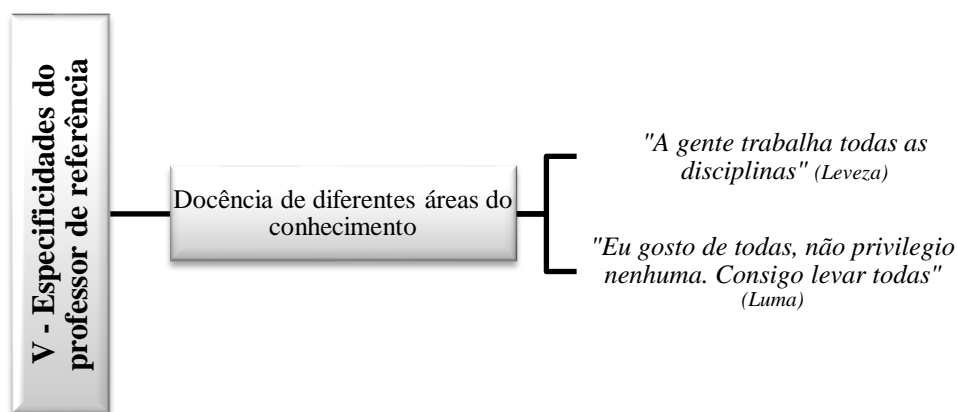 V - Especificidades do
professor de referência
Docência de diferentes áreas do
conhecimento
"A gente trabalha todas as
disciplinas" (Leveza)
"Eu gosto de todas, não privilegio
nenhuma. Consigo levar todas"
(Luma)